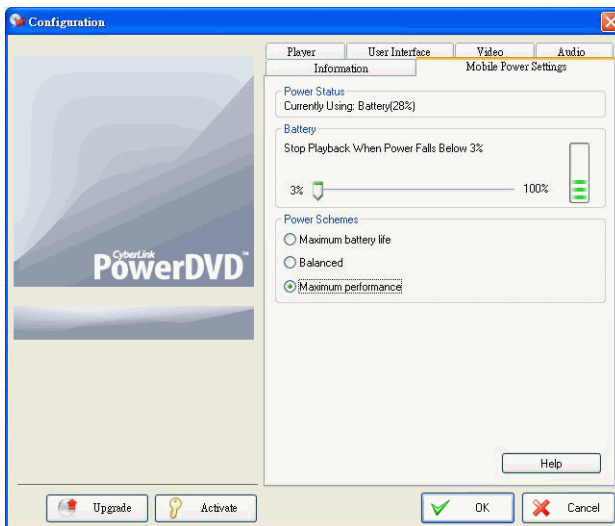 Configuration
Player
User Interface
Video
Audio
Information
Mobile Power Settings
Power Status
Currently Using: Battery(28%)
Battery
Stop Playback When Power Falls Below 3%
3%
100%
Power Schemes
Maximum battery life
Balanced
Maximum performance
CyberLink
PowerDVD™
Help
Upgrade
Activate
OK
Cancel